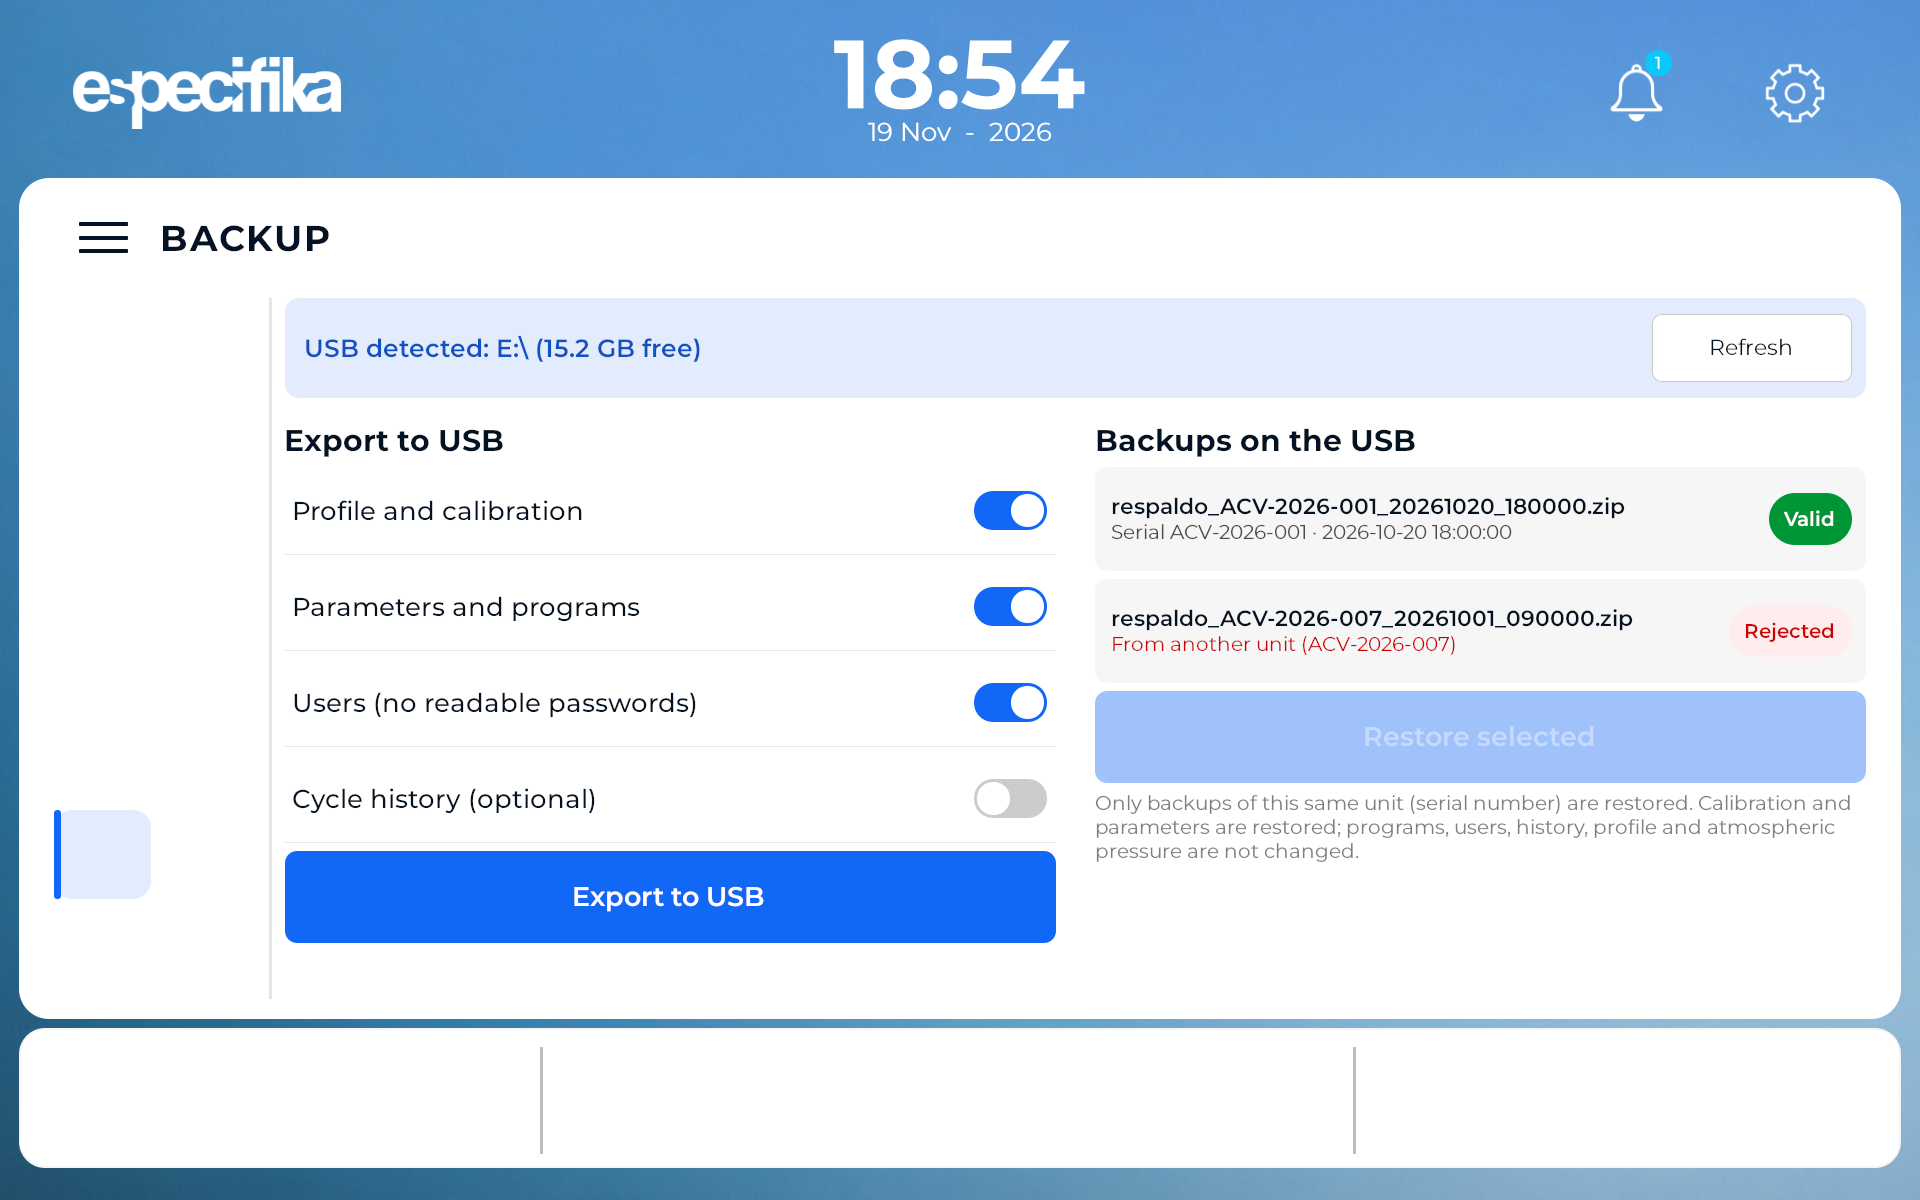 especifika
18:54
19 Nov - 2026
1
BACKUP
USB detected: E:\ (15.2 GB free)
Refresh
Export to USB
Profile and calibration
Parameters and programs
Users (no readable passwords)
Cycle history (optional)
Export to USB
Backups on the USB
respaldo_ACV-2026-001_20261020_180000.zip
Serial ACV-2026-001 · 2026-10-20 18:00:00
Valid
respaldo_ACV-2026-007_20261001_090000.zip
From another unit (ACV-2026-007)
Rejected
Restore selected
Only backups of this same unit (serial number) are restored. Calibration and
parameters are restored; programs, users, history, profile and atmospheric
pressure are not changed.